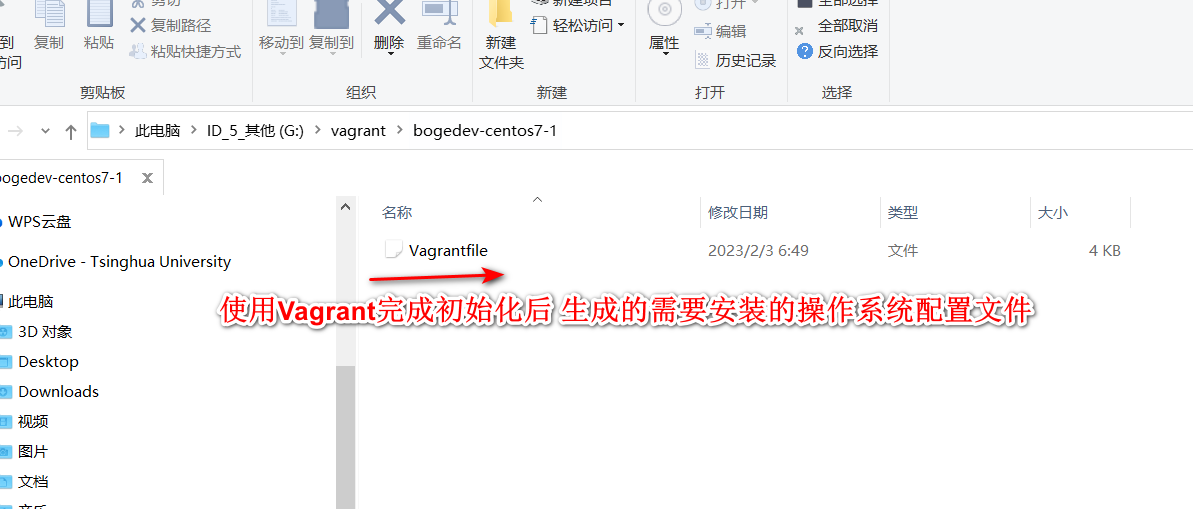 剪切
新建项目
打开
全部选择
复制路径
轻松访问
编辑
全部取消
到
复制
粘贴
粘贴快捷方式
移动到
复制到
删除
重命名
新建
属性
历史记录
反向选择
访问
文件夹
剪贴板
组织
新建
打开
选择
此电脑
ID_5_其他 (G:)
vagrant
bogedev-centos7-1
bogedev-centos7-1
名称
修改日期
类型
大小
WPS云盘
Vagrantfile
2023/2/3 6:49
文件
4 KB
OneDrive - Tsinghua University
使用Vagrant完成初始化后 生成的需要安装的操作系统配置文件
此电脑
3D 对象
Desktop
Downloads
视频
图片
文档
音乐